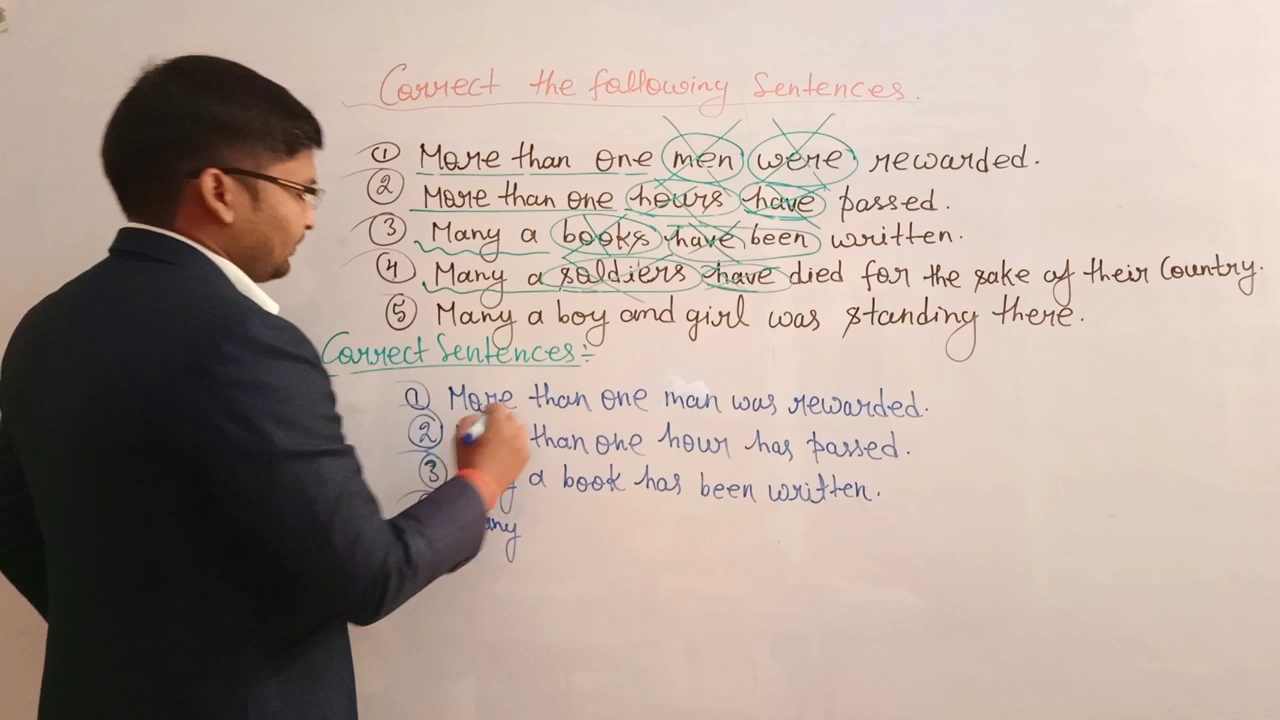 Correct the following Sentences.
① More than one men were rewarded.
② More than one hours have passed.
③ Many a books have been written.
④ Many a soldiers have died for the sake of their Country.
⑤ Many a boy and girl was standing there.
Correct Sentences:-
① More than one man was rewarded.
② than one hour has passed.
③ a book has been written.